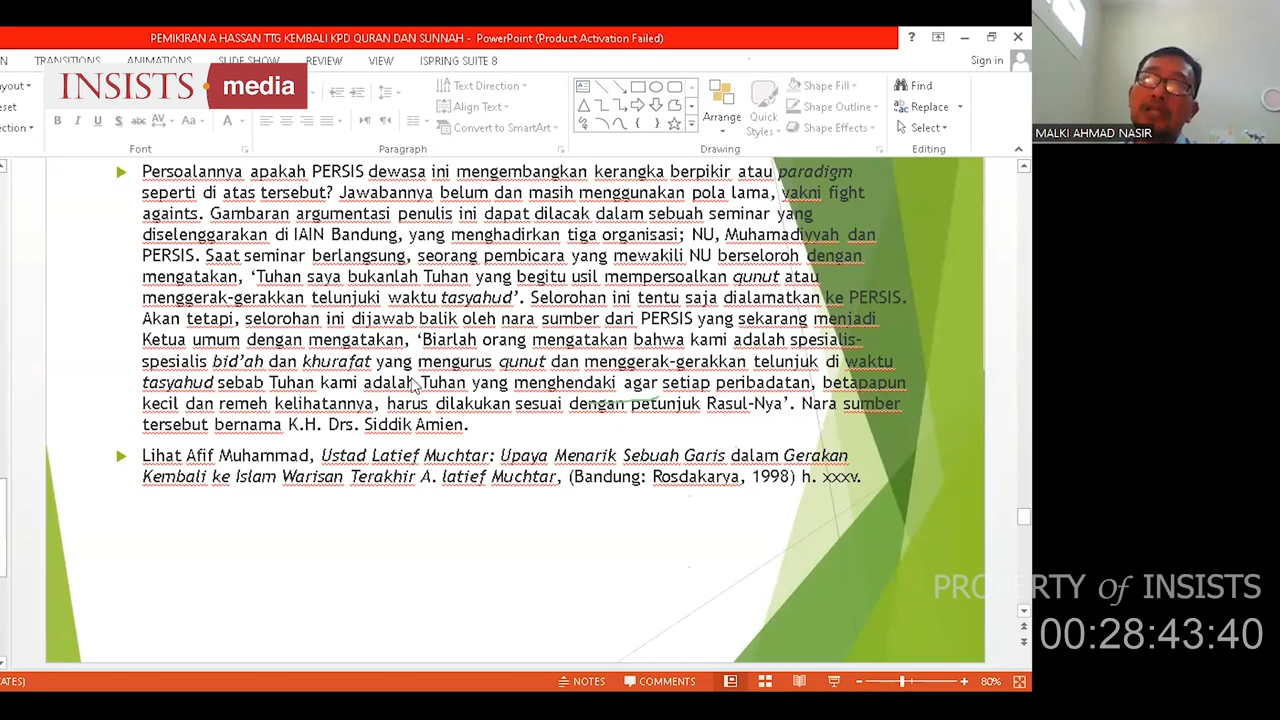 PEMIKIRAN A HASSAN TTG KEMBALI KPD QURAN DAN SUNNAH - PowerPoint (Product Activation Failed)
TRANSITIONS ANIMATIONS SLIDE SHOW REVIEW VIEW ISPRING SUITE 8
Sign in
INSISTS media
ayout
eset
ection
Text Direction
Align Text
Convert to SmartArt
Arrange
Quick Styles
Shape Fill
Shape Outline
Shape Effects
Find
Replace
Select
Font Paragraph Drawing Editing
MALKI AHMAD NASIR
Persoalannya apakah PERSIS dewasa ini mengembangkan kerangka berpikir atau paradigm
seperti di atas tersebut? Jawabannya belum dan masih menggunakan pola lama, yakni fight
againts. Gambaran argumentasi penulis ini dapat dilacak dalam sebuah seminar yang
diselenggarakan di IAIN Bandung, yang menghadirkan tiga organisasi; NU, Muhamadiyyah dan
PERSIS. Saat seminar berlangsung, seorang pembicara yang mewakili NU berseloroh dengan
mengatakan, ‘Tuhan saya bukanlah Tuhan yang begitu usil mempersoalkan qunut atau
menggerak-gerakkan telunjuki waktu tasyahud’. Selorohan ini tentu saja dialamatkan ke PERSIS.
Akan tetapi, selorohan ini dijawab balik oleh nara sumber dari PERSIS yang sekarang menjadi
Ketua umum dengan mengatakan, ‘Biarlah orang mengatakan bahwa kami adalah spesialis-
spesialis bid’ah dan khurafat yang mengurus qunut dan menggerak-gerakkan telunjuk di waktu
tasyahud sebab Tuhan kami adalah Tuhan yang menghendaki agar setiap peribadatan, betapapun
kecil dan remeh kelihatannya, harus dilakukan sesuai dengan petunjuk Rasul-Nya’. Nara sumber
tersebut bernama K.H. Drs. Siddik Amien.
Lihat Afif Muhammad, Ustad Latief Muchtar: Upaya Menarik Sebuah Garis dalam Gerakan
Kembali ke Islam Warisan Terakhir A. latief Muchtar, (Bandung: Rosdakarya, 1998) h. xxxv.
PROPERTY of INSISTS
00:28:43:40
ATES)
NOTES COMMENTS 80%